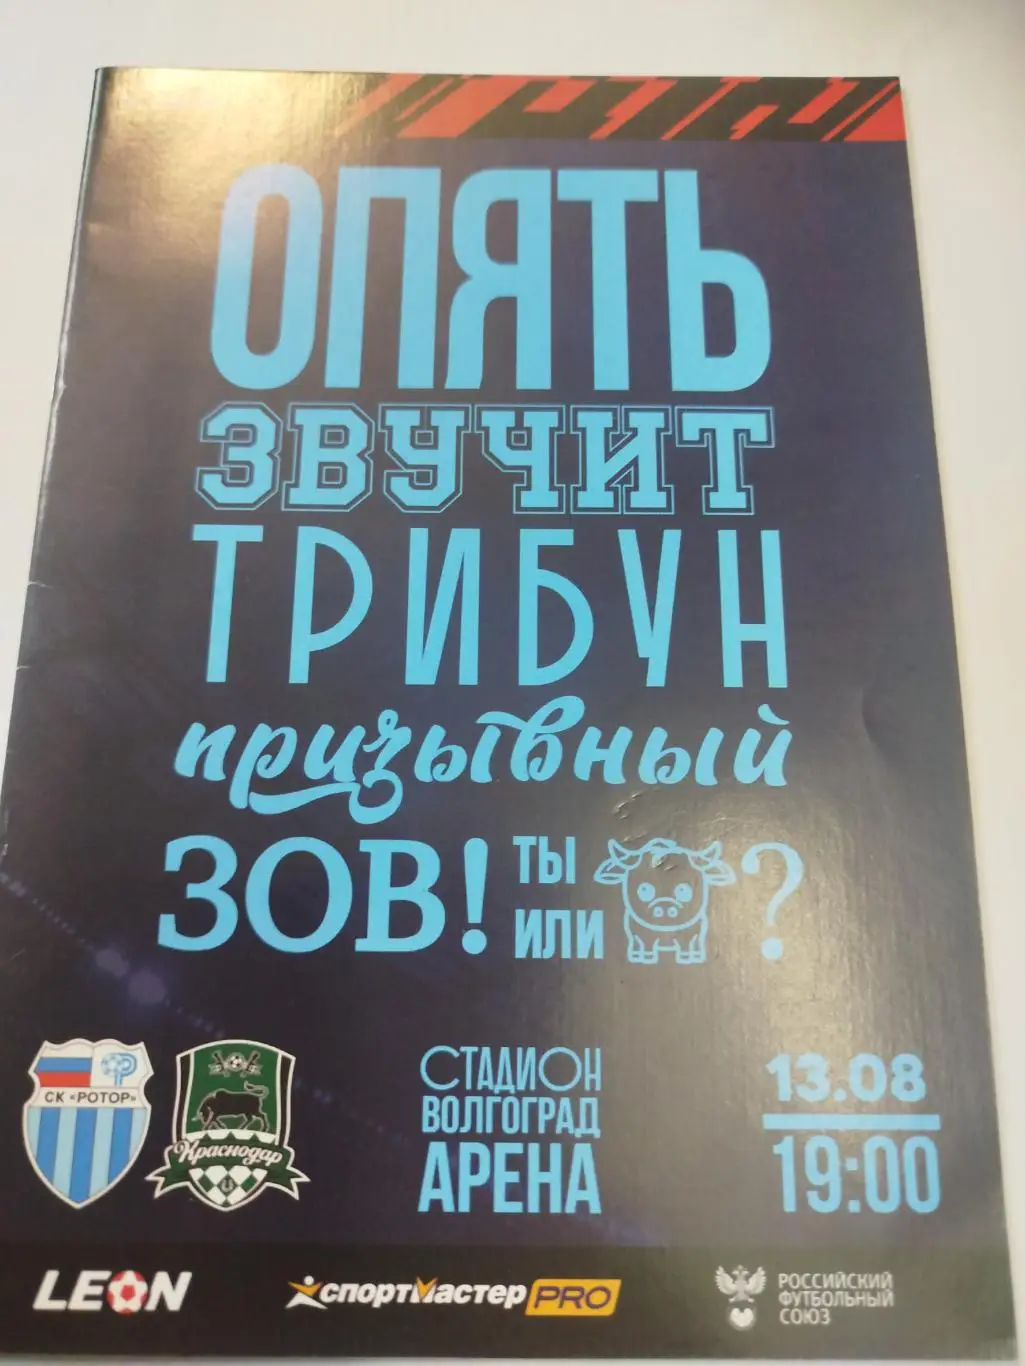 ОПЯТЬ
ЗВУЧИТ
ТРИБУН
призывный
ЗОВ! ТЫ ИЛИ ?
СК «РОТОР»
Краснодар
СТАДИОН
ВОЛГОГРАД
АРЕНА
13.08
19:00
LEON
СПОРТМАСТЕР PRO
РОССИЙСКИЙ
ФУТБОЛЬНЫЙ
СОЮЗ